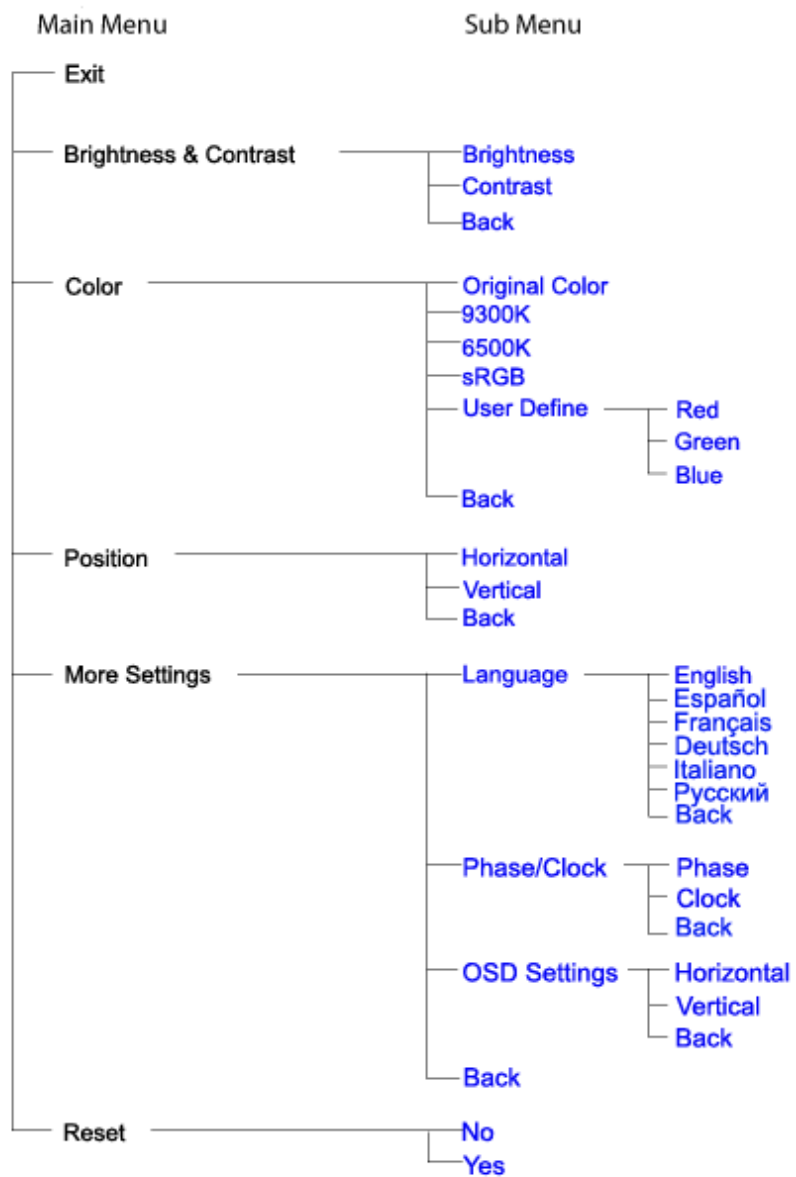 Main Menu Sub Menu
Exit
Brightness & Contrast Brightness
Contrast
Back
Color Original Color
9300K
6500K
sRGB
User Define Red
Green
Blue
Back
Position Horizontal
Vertical
Back
More Settings Language English
Español
Français
Deutsch
Italiano
Русский
Back
Phase/Clock Phase
Clock
Back
OSD Settings Horizontal
Vertical
Back
Back
Reset No
Yes